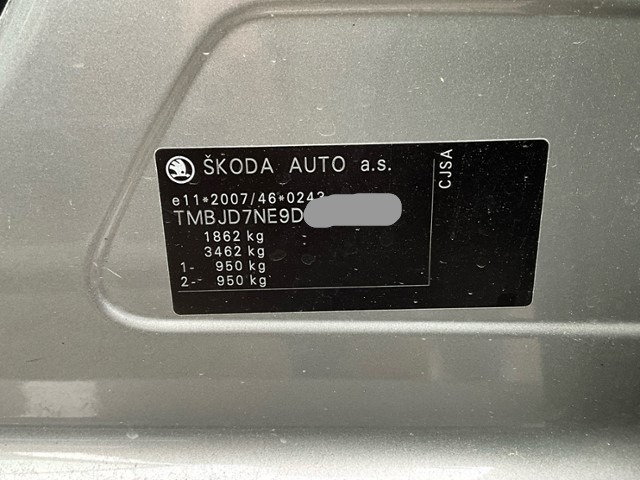 ŠKODA AUTO a.s.
e11*2007/46*0243
TMBJD7NE9D
1862 kg
3462 kg
1- 950 kg
2- 950 kg
CJSA